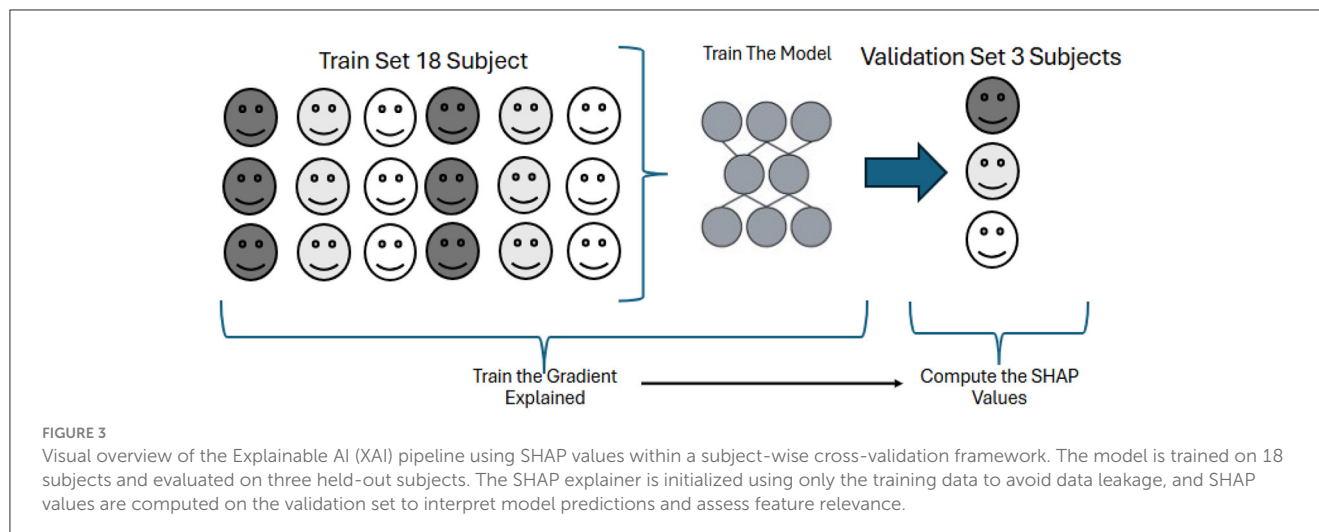 Train Set 18 Subject
Train The Model
Validation Set 3 Subjects
Train the Gradient
Explained
Compute the SHAP
Values
FIGURE 3
Visual overview of the Explainable AI (XAI) pipeline using SHAP values within a subject-wise cross-validation framework. The model is trained on 18
subjects and evaluated on three held-out subjects. The SHAP explainer is initialized using only the training data to avoid data leakage, and SHAP
values are computed on the validation set to interpret model predictions and assess feature relevance.